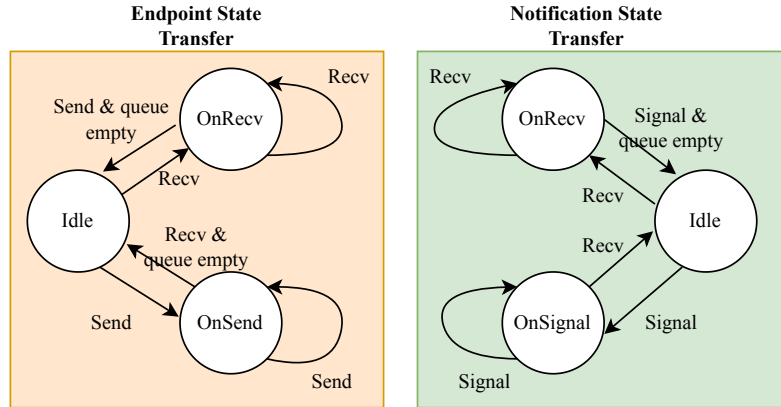 Endpoint State
Transfer
Recv
Send & queue
empty
OnRecv
Recv
Idle
Recv &
queue empty
Send
OnSend
Send
Notification State
Transfer
Recv
OnRecv
Signal &
queue empty
Recv
Idle
Recv
OnSignal
Signal
Signal